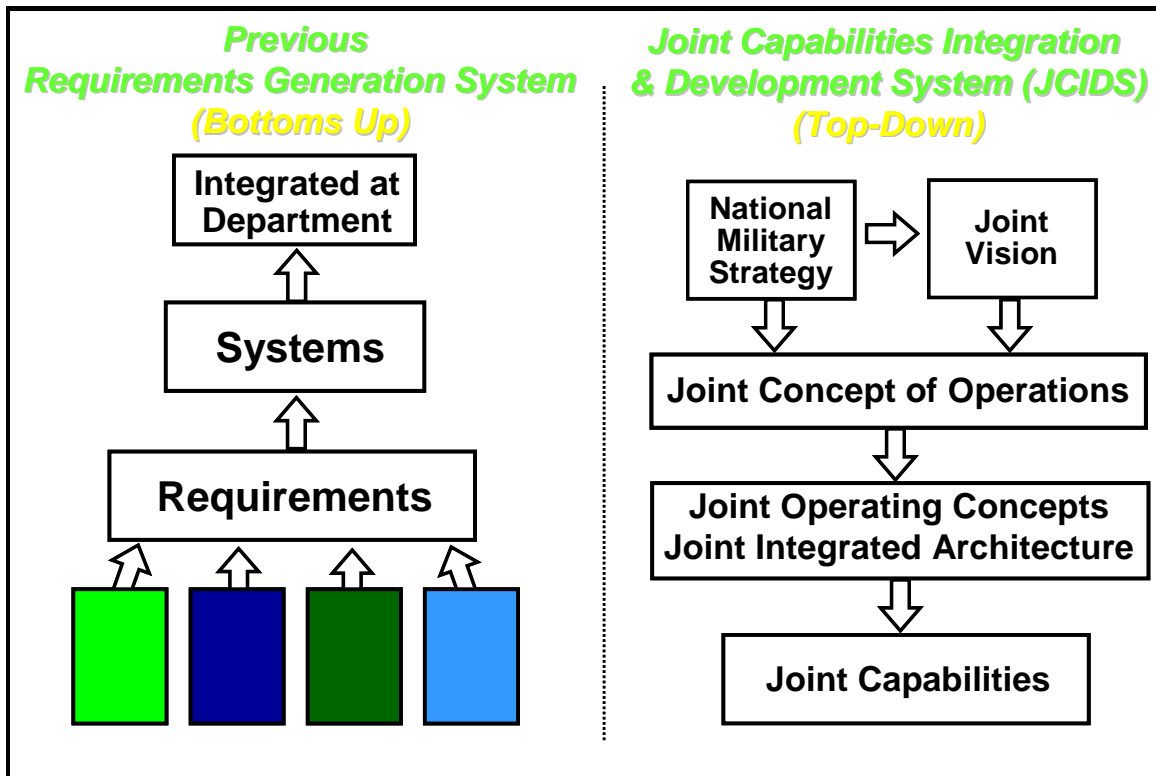 Previous
Requirements Generation System
(Bottoms Up)
Integrated at
Department
Systems
Requirements
Joint Capabilities Integration
& Development System (JCIDS)
(Top-Down)
National
Military
Strategy
Joint
Vision
Joint Concept of Operations
Joint Operating Concepts
Joint Integrated Architecture
Joint Capabilities